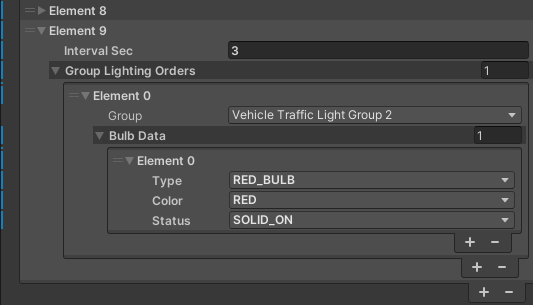 Element 8
Element 9
Interval Sec 3
Group Lighting Orders 1
Element 0
Group Vehicle Traffic Light Group 2
Bulb Data 1
Element 0
Type RED_BULB
Color RED
Status SOLID_ON
+ −
+ −
+ −